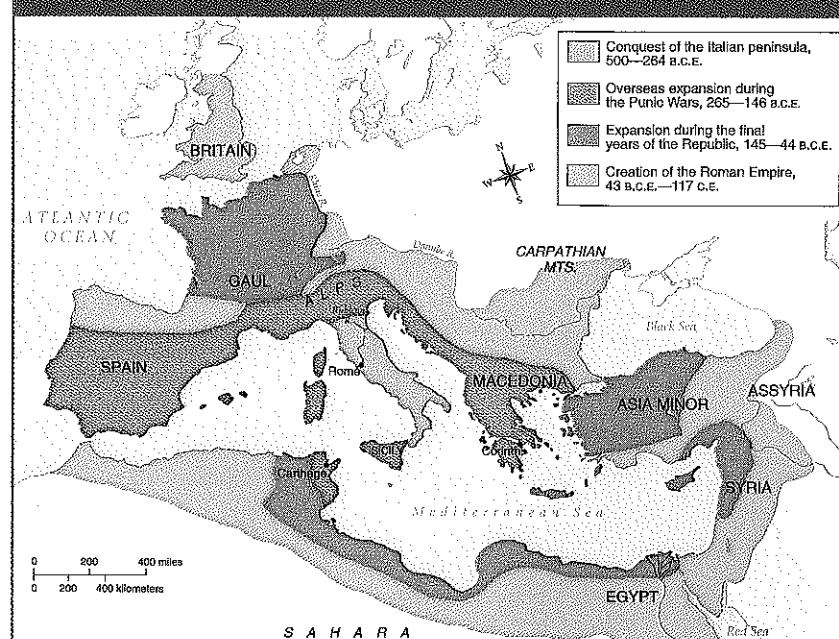 Conquest of the Italian peninsula,
500—264 B.C.E.
Overseas expansion during
the Punic Wars, 265—146 B.C.E.
Expansion during the final
years of the Republic, 145—44 B.C.E.
Creation of the Roman Empire,
43 B.C.E.—117 C.E.
BRITAIN
N
W E
S
ATLANTIC
OCEAN
Danube R.
CARPATHIAN
MTS.
GAUL
ALPS
Black Sea
SPAIN
Rome
MACEDONIA
ASIA MINOR
ASSYRIA
SICILY
Corinth
Carthage
SYRIA
Mediterranean Sea
0 200 400 miles
0 200 400 kilometers
EGYPT
SAHARA
Red Sea